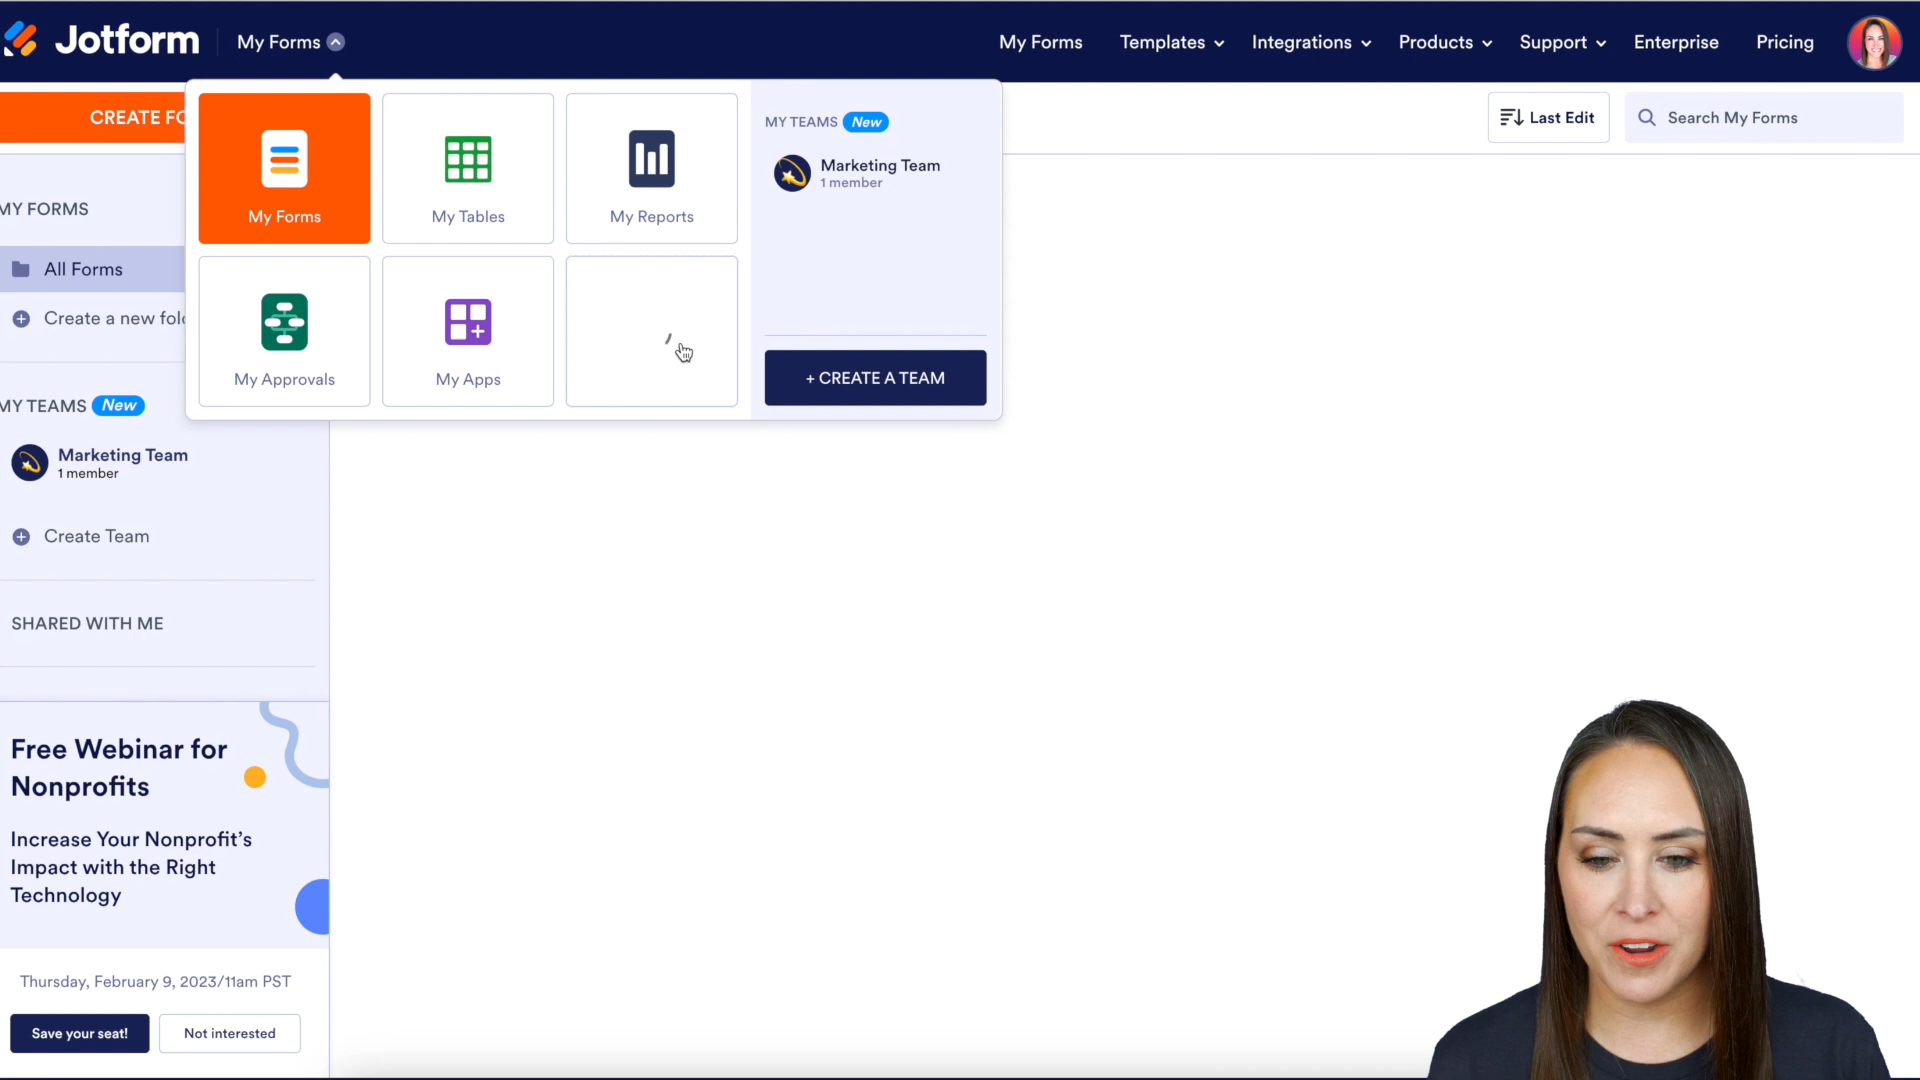 Jotform
My Forms
My Forms
Templates
Integrations
Products
Support
Enterprise
Pricing
CREATE FO
Last Edit
Search My Forms
MY FORMS
All Forms
Create a new fol
MY TEAMS New
Marketing Team
1 member
Create Team
SHARED WITH ME
My Forms
My Tables
My Reports
My Approvals
My Apps
MY TEAMS New
Marketing Team
1 member
+ CREATE A TEAM
Free Webinar for
Nonprofits
Increase Your Nonprofit's
Impact with the Right
Technology
Thursday, February 9, 2023/11am PST
Save your seat!
Not interested